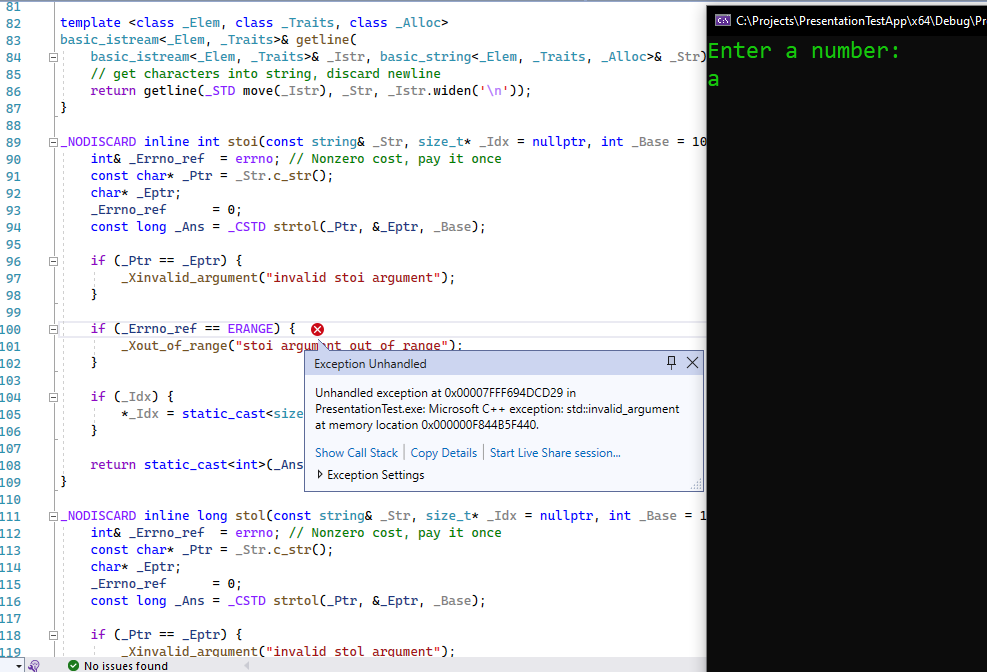 81
82 template <class _Elem, class _Traits, class _Alloc>
83 basic_istream<_Elem, _Traits>& getline(
84 basic_istream<_Elem, _Traits>& _Istr, basic_string<_Elem, _Traits, _Alloc>& _Str)
85 // get characters into string, discard newline
86 return getline(_STD move(_Istr), _Str, _Istr.widen('\n'));
87 }
88
89 _NODISCARD inline int stoi(const string& _Str, size_t* _Idx = nullptr, int _Base = 10
90 int& _Errno_ref = errno; // Nonzero cost, pay it once
91 const char* _Ptr = _Str.c_str();
92 char* _Eptr;
93 _Errno_ref = 0;
94 const long _Ans = _CSTD strtol(_Ptr, &_Eptr, _Base);
95
96 if (_Ptr == _Eptr) {
97 _Xinvalid_argument("invalid stoi argument");
98 }
99
100 if (_Errno_ref == ERANGE) {
101 _Xout_of_range("stoi argument out of range");
102 }
103
104 if (_Idx) {
105 *_Idx = static_cast<size
106 }
107
108 return static_cast<int>(_Ans
109 }
110
111 _NODISCARD inline long stol(const string& _Str, size_t* _Idx = nullptr, int _Base = 1
112 int& _Errno_ref = errno; // Nonzero cost, pay it once
113 const char* _Ptr = _Str.c_str();
114 char* _Eptr;
115 _Errno_ref = 0;
116 const long _Ans = _CSTD strtol(_Ptr, &_Eptr, _Base);
117
118 if (_Ptr == _Eptr) {
119 _Xinvalid_argument("invalid stol argument");
Exception Unhandled
Unhandled exception at 0x00007FFF694DCD29 in
PresentationTest.exe: Microsoft C++ exception: std::invalid_argument
at memory location 0x000000F844B5F440.
Show Call Stack Copy Details Start Live Share session...
Exception Settings
No issues found
C:\Projects\PresentationTestApp\x64\Debug\Pr
Enter a number:
a